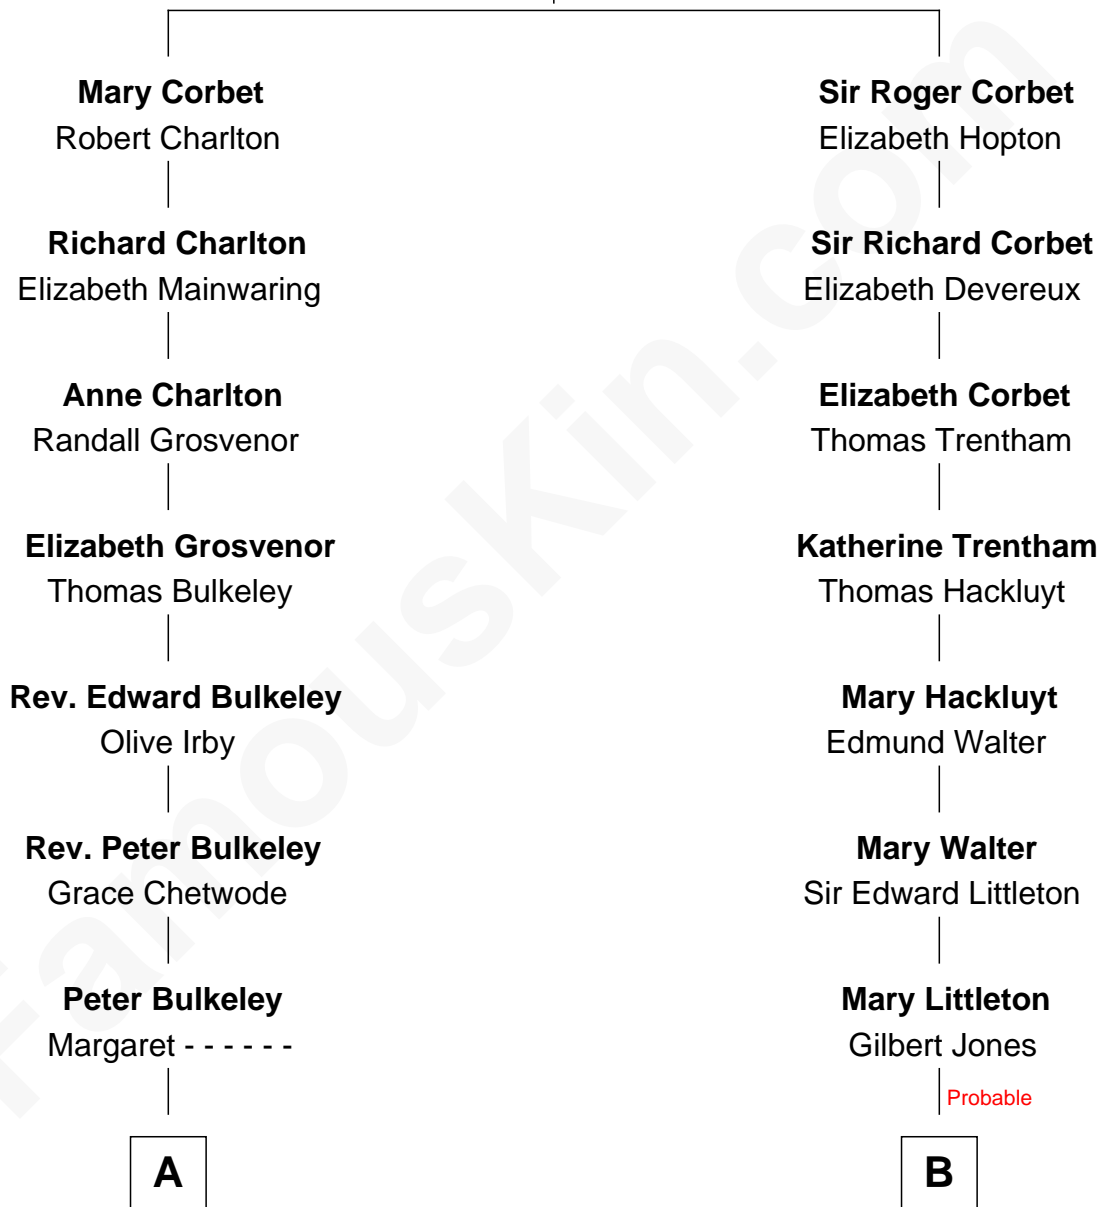 Mary Corbet
Robert Charlton
Richard Charlton
Elizabeth Mainwaring
Anne Charlton
Randall Grosvenor
Elizabeth Grosvenor
Thomas Bulkeley
Rev. Edward Bulkeley
Olive Irby
Rev. Peter Bulkeley
Grace Chetwode
Peter Bulkeley
Margaret - - - - - -
A
Sir Roger Corbet
Elizabeth Hopton
Sir Richard Corbet
Elizabeth Devereux
Elizabeth Corbet
Thomas Trentham
Katherine Trentham
Thomas Hackluyt
Mary Hackluyt
Edmund Walter
Mary Walter
Sir Edward Littleton
Mary Littleton
Gilbert Jones
Probable
B
FamousKin.com